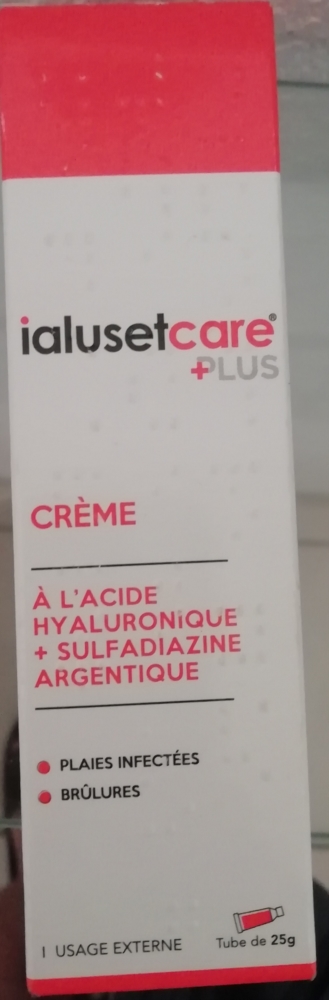 ialusetcare®
+PLUS
CRÈME
À L'ACIDE
HYALURONIQUE
+ SULFADIAZINE
ARGENTIQUE
• PLAIES INFECTÉES
• BRÛLURES
I USAGE EXTERNE
Tube de 25g